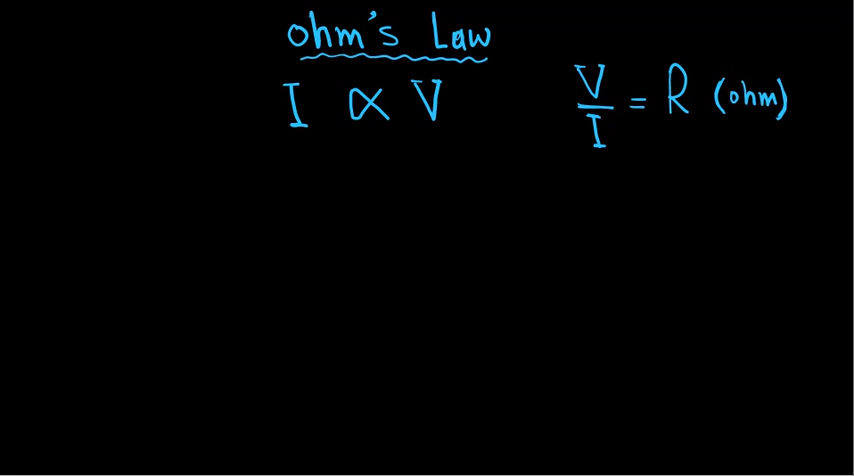 ohm's Law
I ∝ V
V/I = R (ohm)